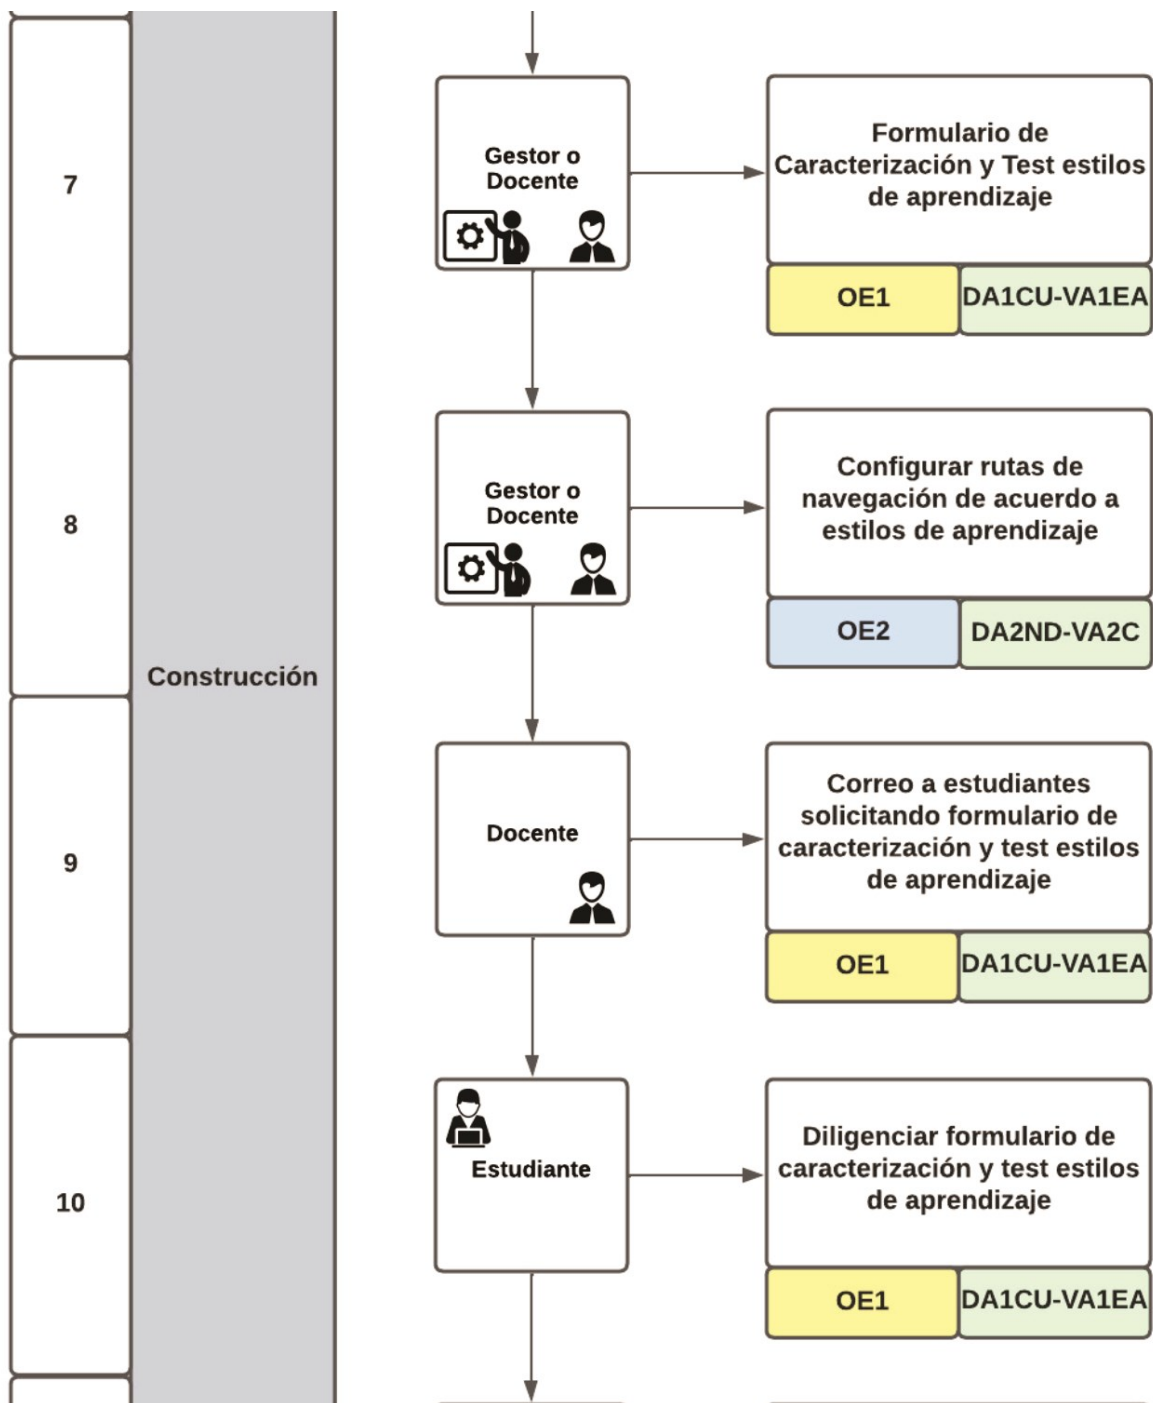 7
Gestor o
Docente
Formulario de
Caracterización y Test estilos
de aprendizaje
OE1
DA1CU-VA1EA
8
Gestor o
Docente
Configurar rutas de
navegación de acuerdo a
estilos de aprendizaje
OE2
DA2ND-VA2C
Construcción
9
Docente
Correo a estudiantes
solicitando formulario de
caracterización y test estilos
de aprendizaje
OE1
DA1CU-VA1EA
10
Estudiante
Diligenciar formulario de
caracterización y test estilos
de aprendizaje
OE1
DA1CU-VA1EA